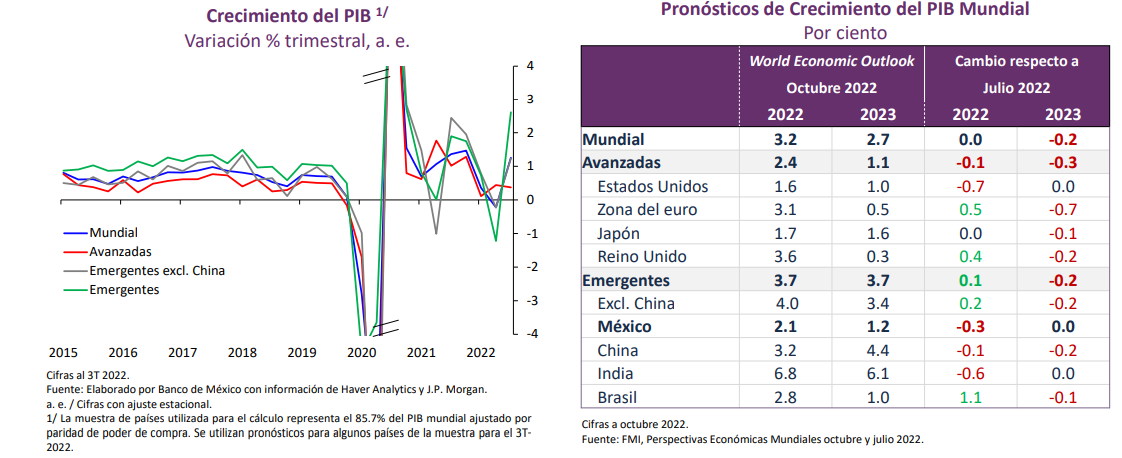 Crecimiento del PIB 1/
Variación % trimestral, a. e.
4
3
2
1
0
-1
-2
-3
-4
Mundial
Avanzadas
Emergentes excl. China
Emergentes
2015 2016 2017 2018 2019 2020 2021 2022
Cifras al 3T 2022.
Fuente: Elaborado por Banco de México con información de Haver Analytics y J.P. Morgan.
a. e. / Cifras con ajuste estacional.
1/ La muestra de países utilizada para el cálculo representa el 85.7% del PIB mundial ajustado por
paridad de poder de compra. Se utilizan pronósticos para algunos países de la muestra para el 3T-
2022.
Pronósticos de Crecimiento del PIB Mundial
Por ciento
World Economic Outlook Cambio respecto a
Octubre 2022 Julio 2022
2022 2023 2022 2023
Mundial 3.2 2.7 0.0 -0.2
Avanzadas 2.4 1.1 -0.1 -0.3
Estados Unidos 1.6 1.0 -0.7 0.0
Zona del euro 3.1 0.5 0.5 -0.7
Japón 1.7 1.6 0.0 -0.1
Reino Unido 3.6 0.3 0.4 -0.2
Emergentes 3.7 3.7 0.1 -0.2
Excl. China 4.0 3.4 0.2 -0.2
México 2.1 1.2 -0.3 0.0
China 3.2 4.4 -0.1 -0.2
India 6.8 6.1 -0.6 0.0
Brasil 2.8 1.0 1.1 -0.1
Cifras a octubre 2022.
Fuente: FMI, Perspectivas Económicas Mundiales octubre y julio 2022.